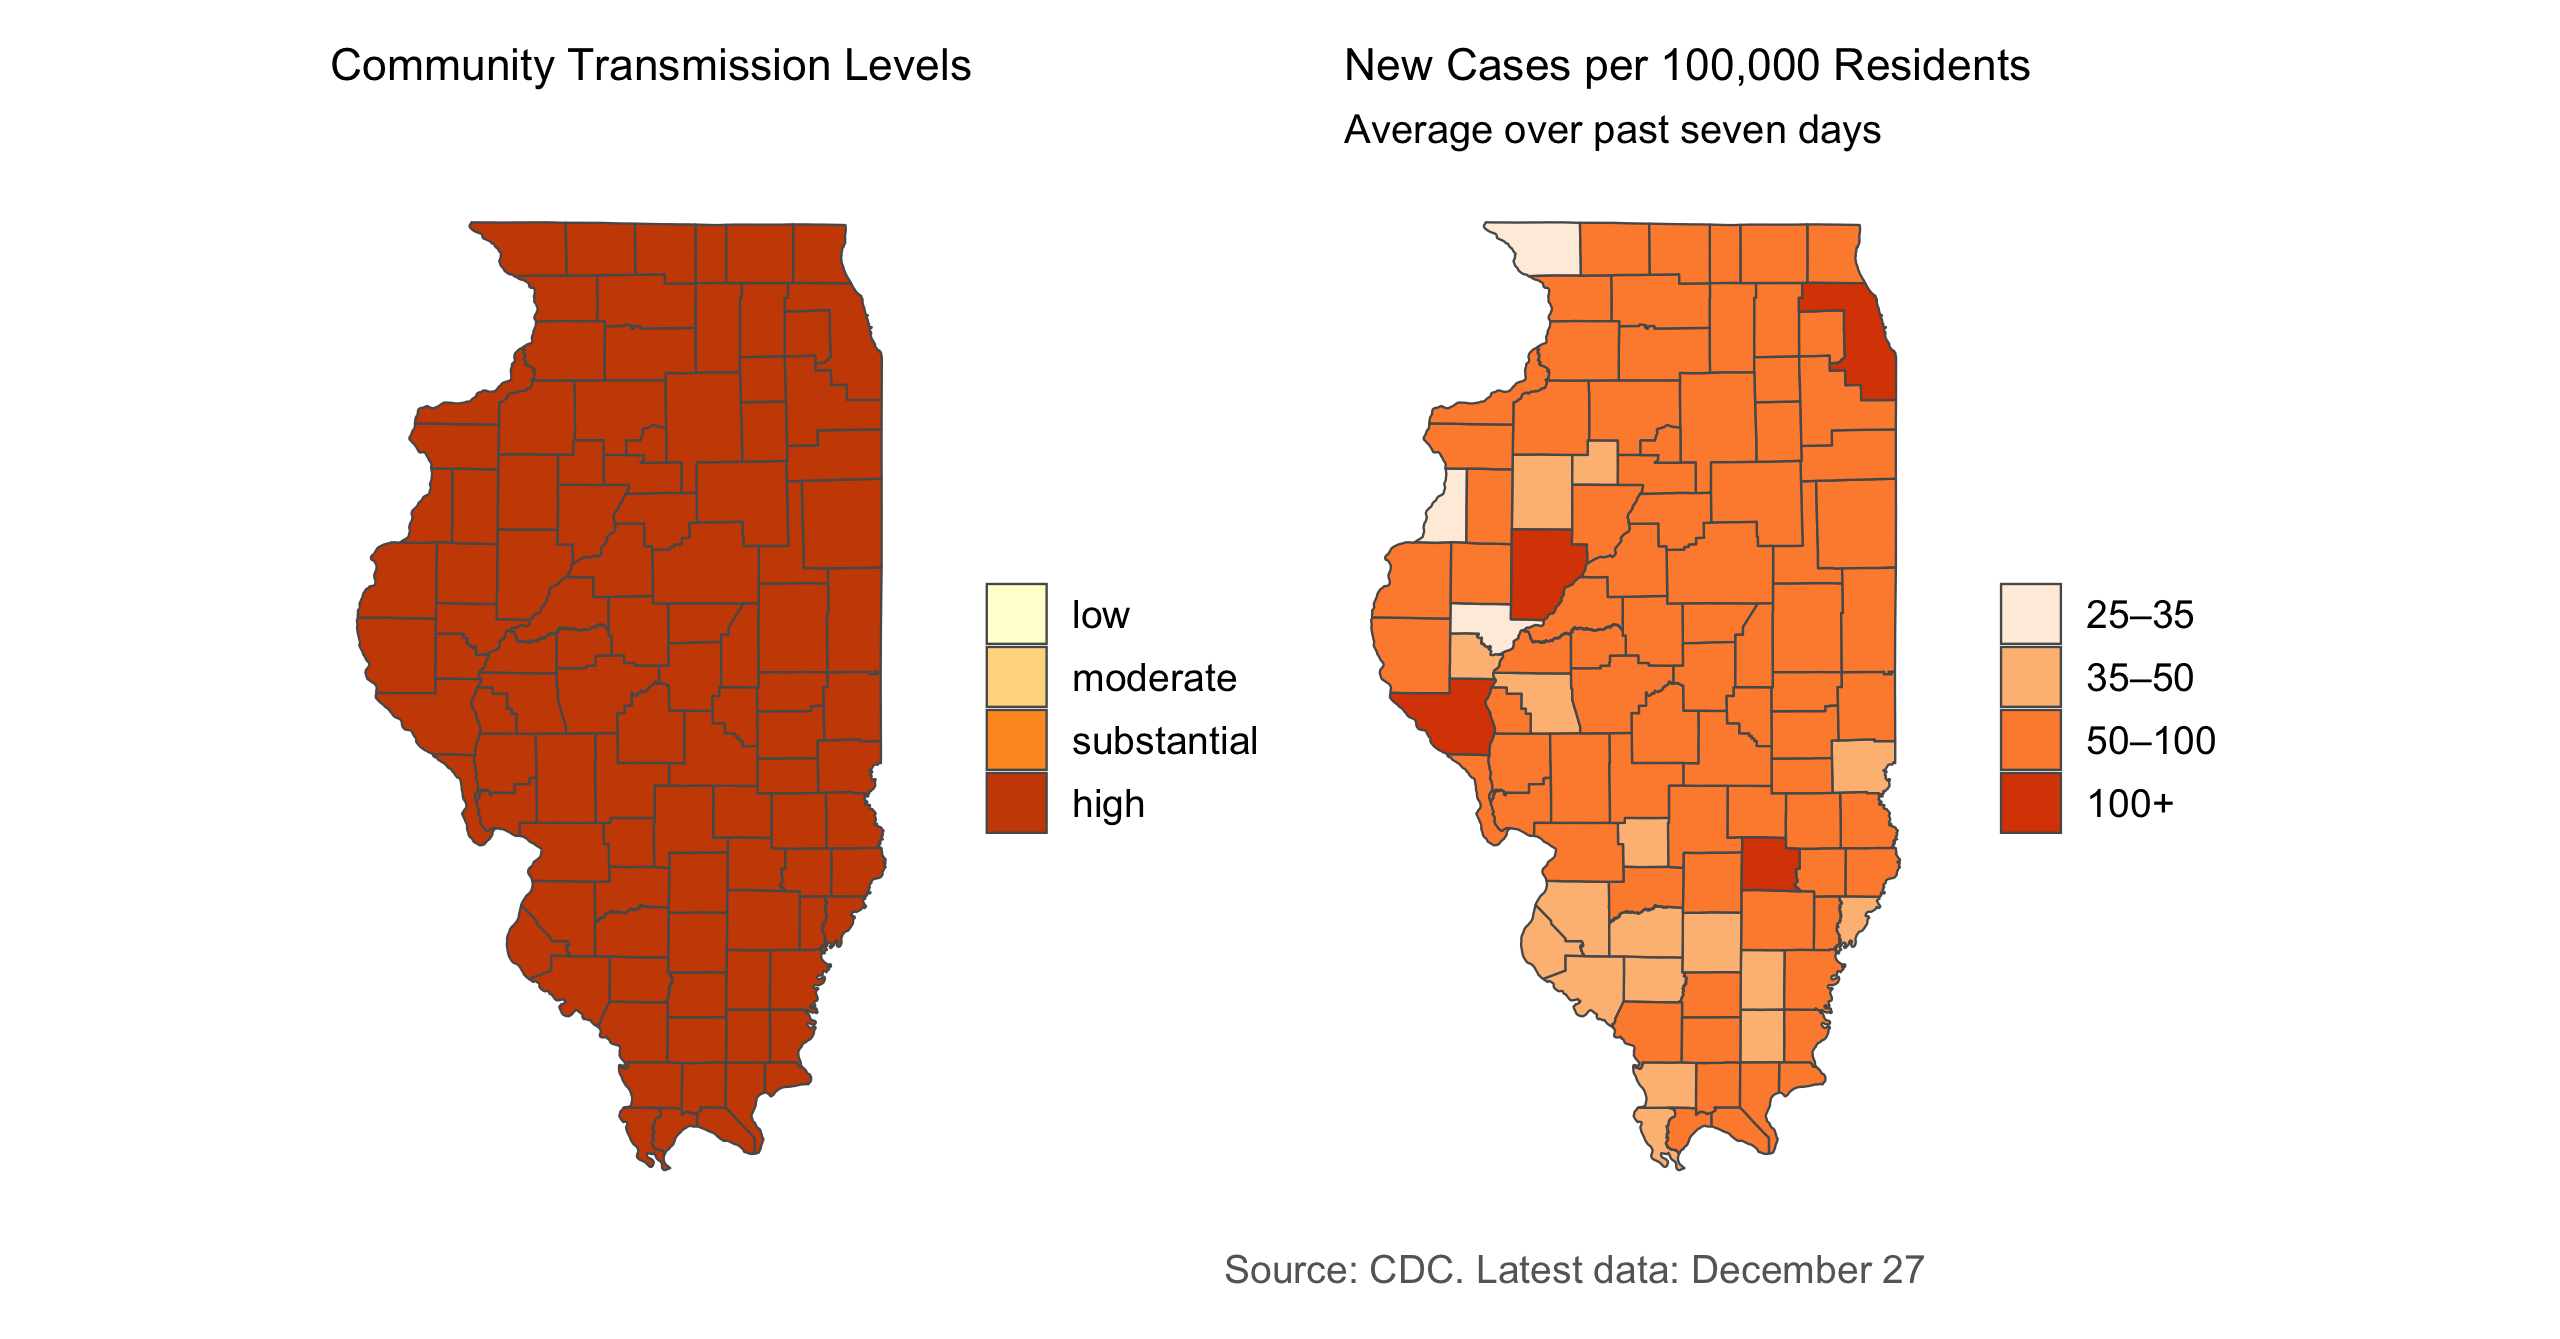 Community Transmission Levels
New Cases per 100,000 Residents
Average over past seven days
low
moderate
substantial
high
25–35
35–50
50–100
100+
Source: CDC. Latest data: December 27